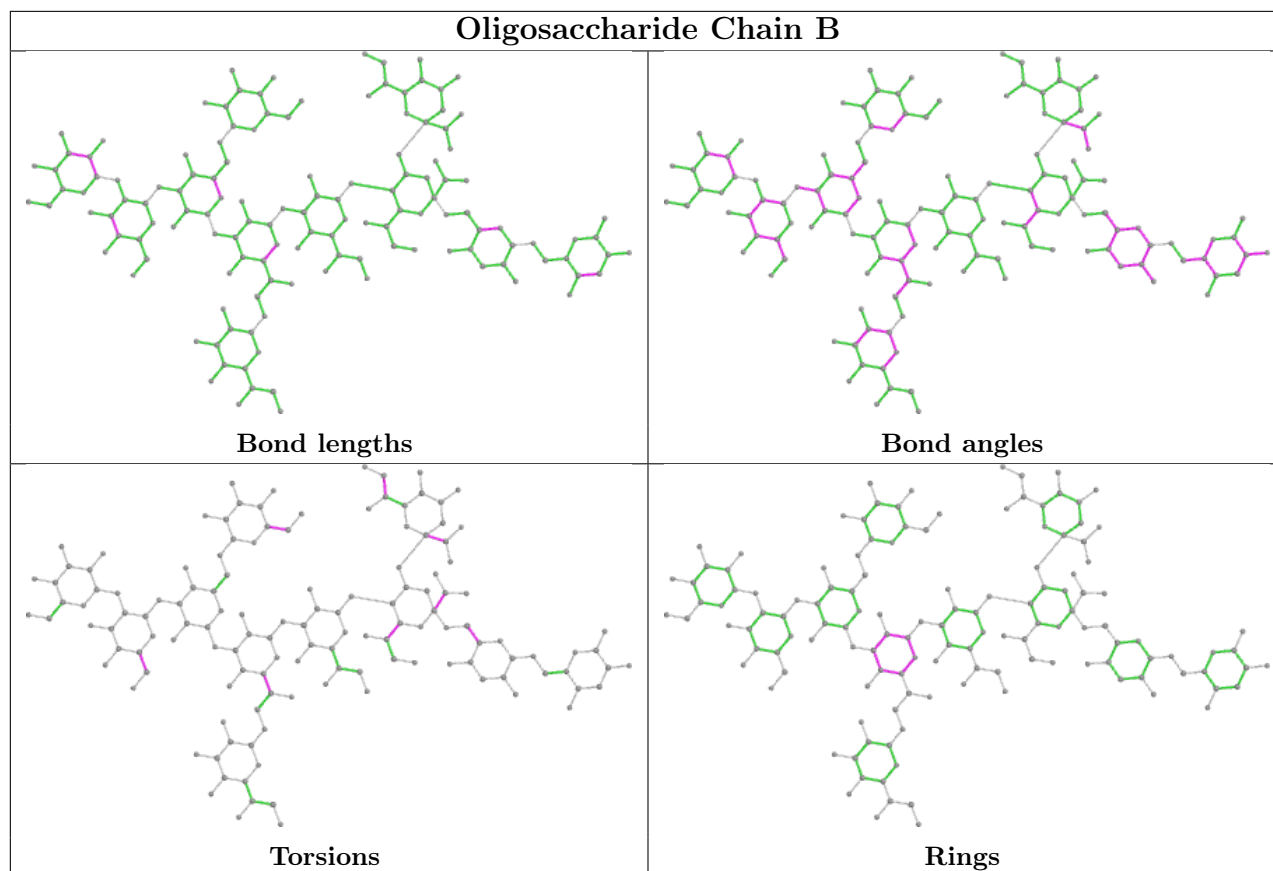 Oligosaccharide Chain B
Bond lengths
Bond angles
Torsions
Rings